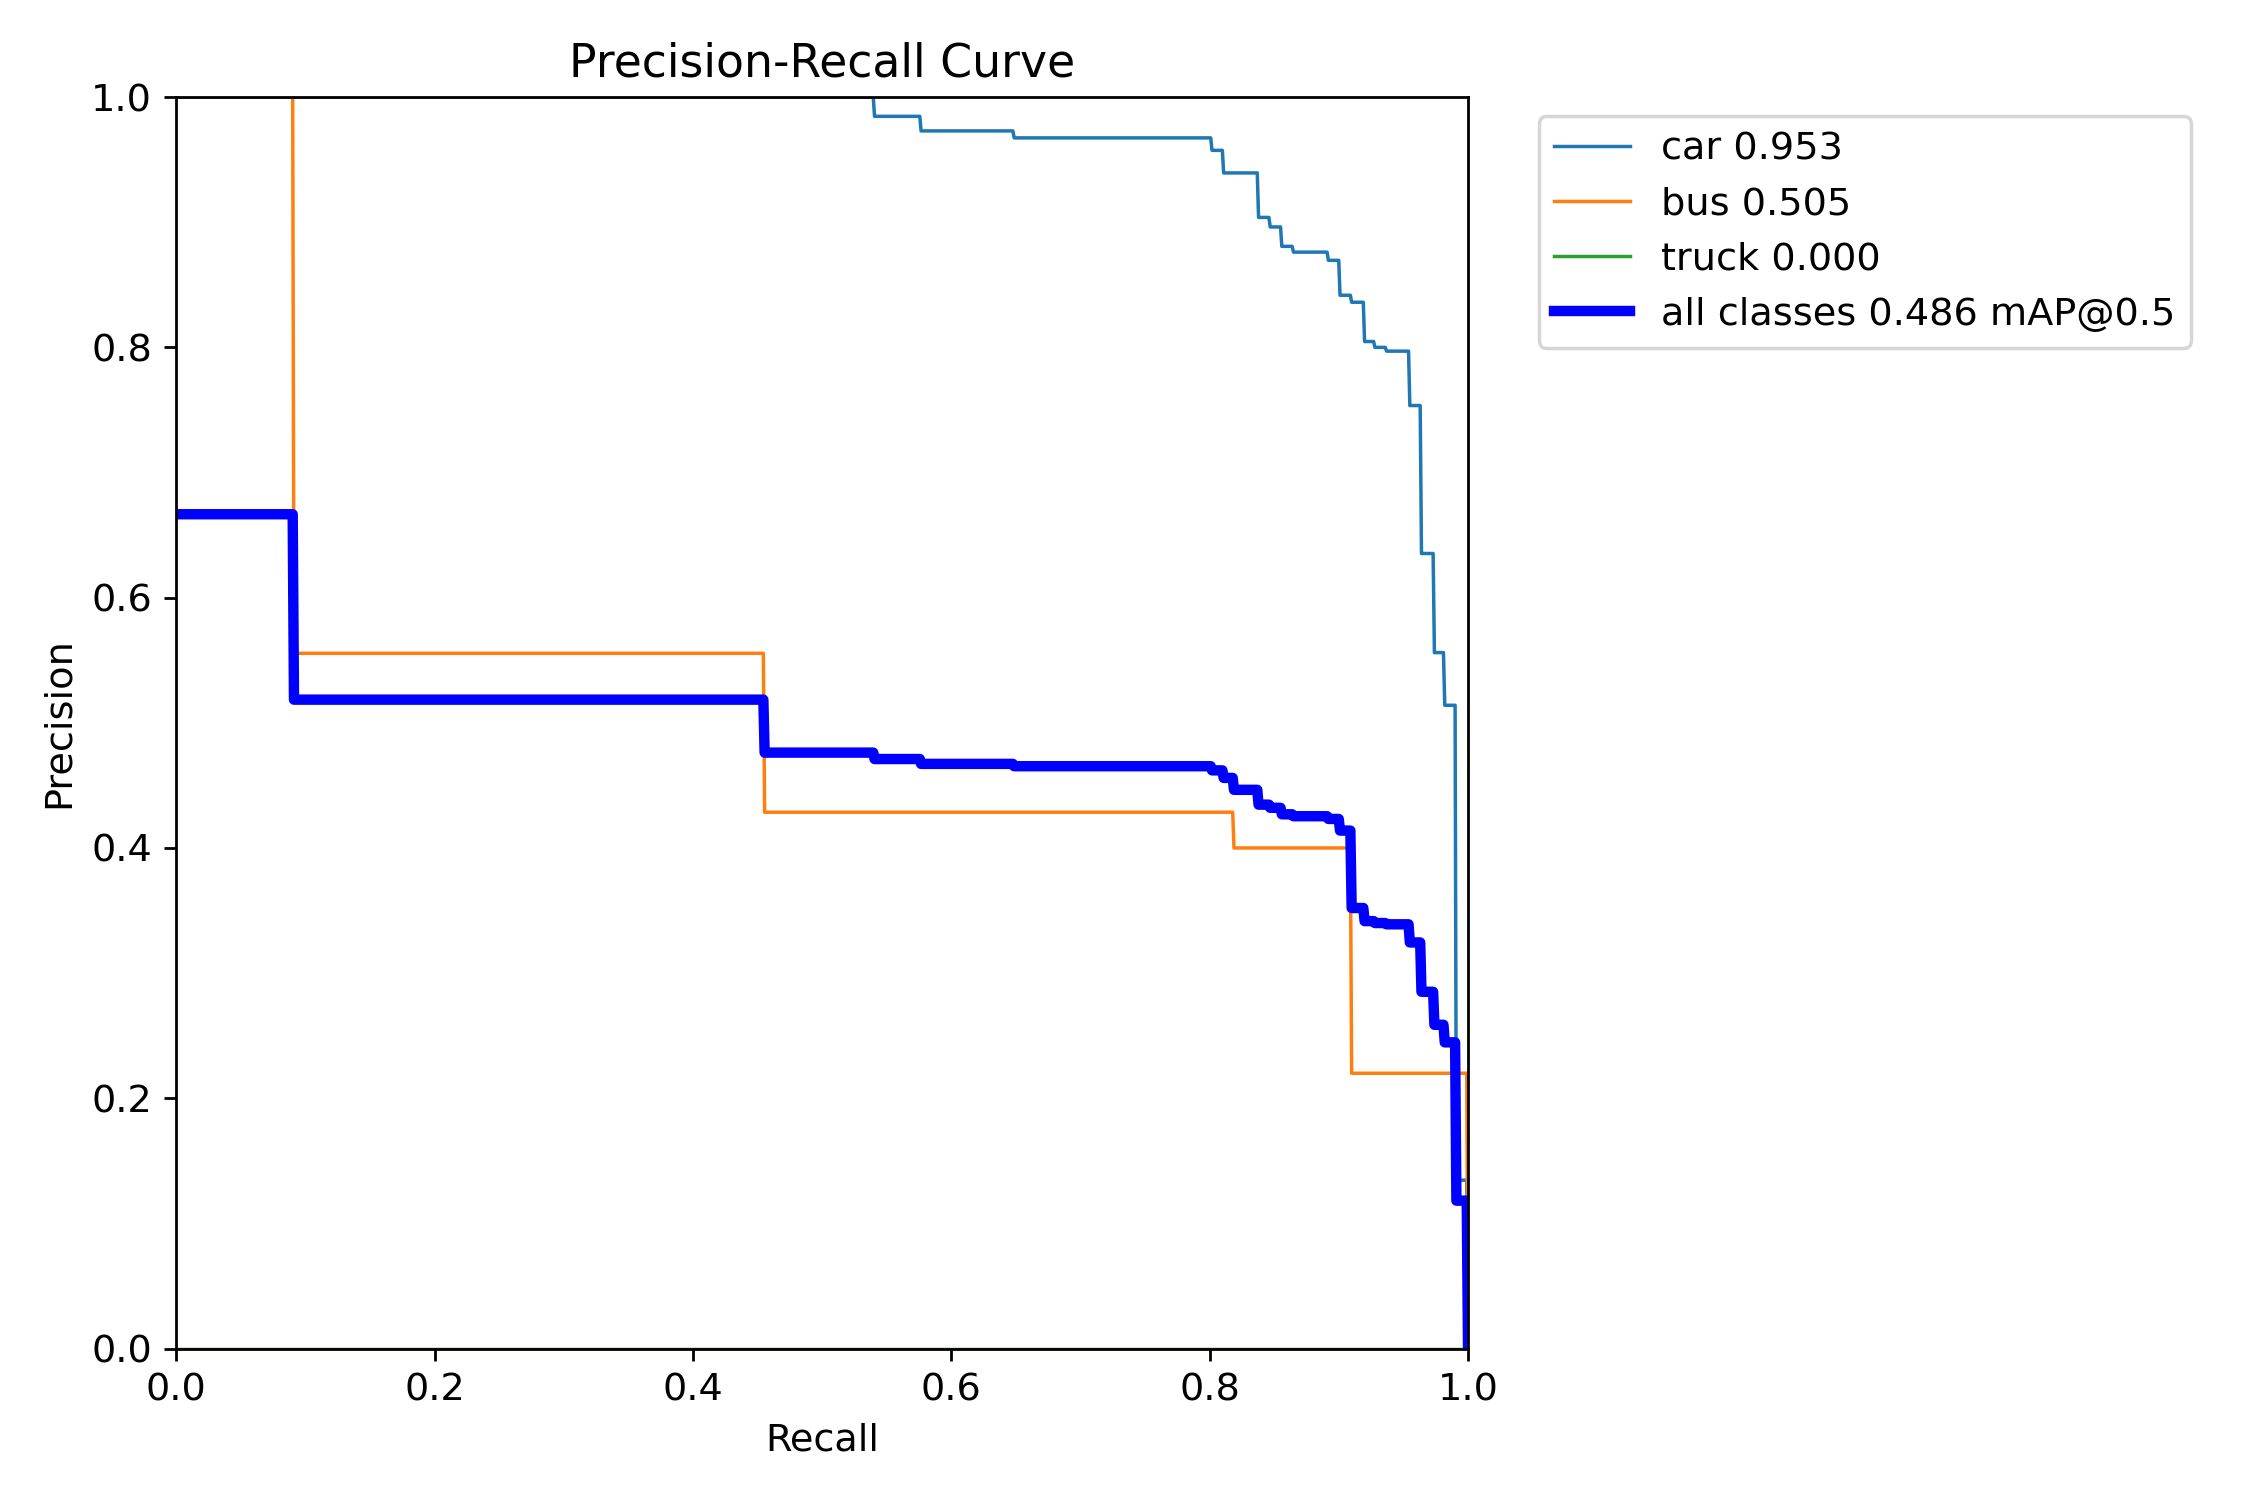 Precision-Recall Curve
1.0
0.8
0.6
0.4
0.2
0.0
Precision
0.0 0.2 0.4 0.6 0.8 1.0
Recall
car 0.953
bus 0.505
truck 0.000
all classes 0.486 mAP@0.5